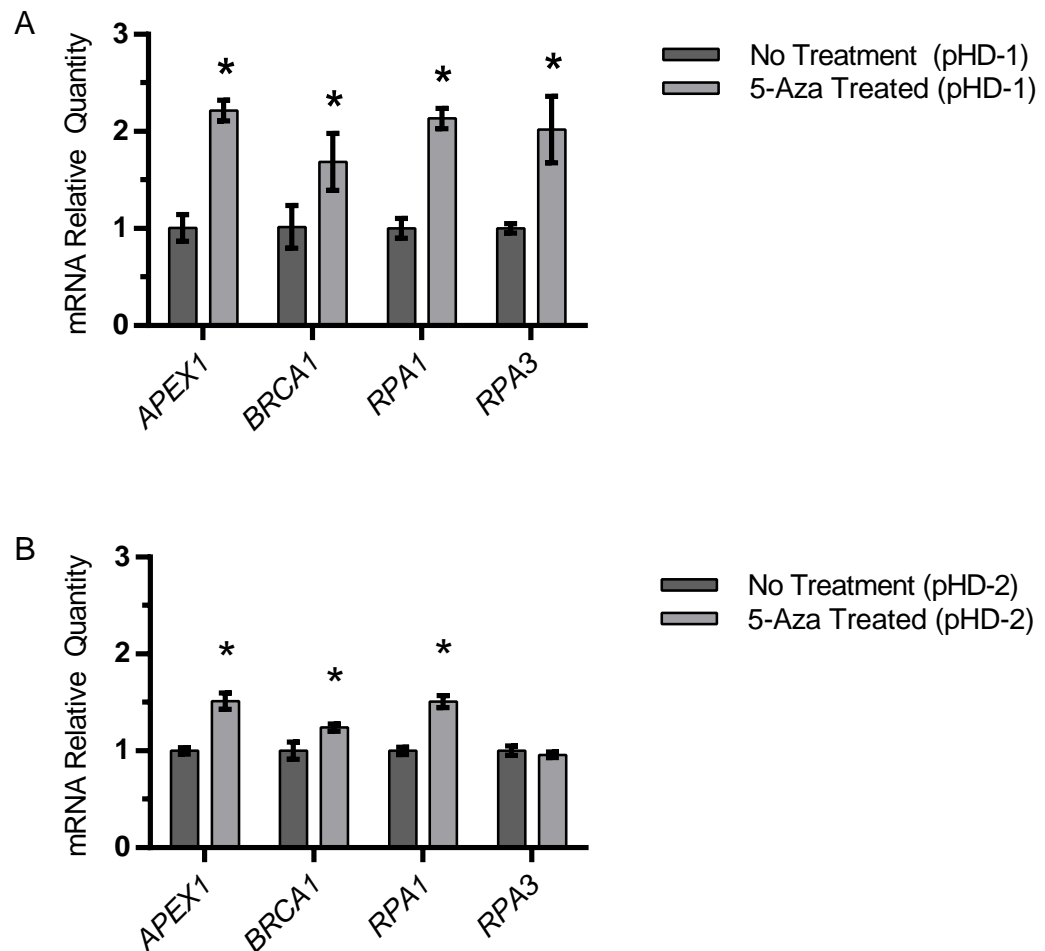 A
3
2
1
0
mRNA Relative Quantity
* * * *
APEX1 BRCA1 RPA1 RPA3
No Treatment (pHD-1)
5-Aza Treated (pHD-1)
B
3
2
1
0
mRNA Relative Quantity
* * *
APEX1 BRCA1 RPA1 RPA3
No Treatment (pHD-2)
5-Aza Treated (pHD-2)